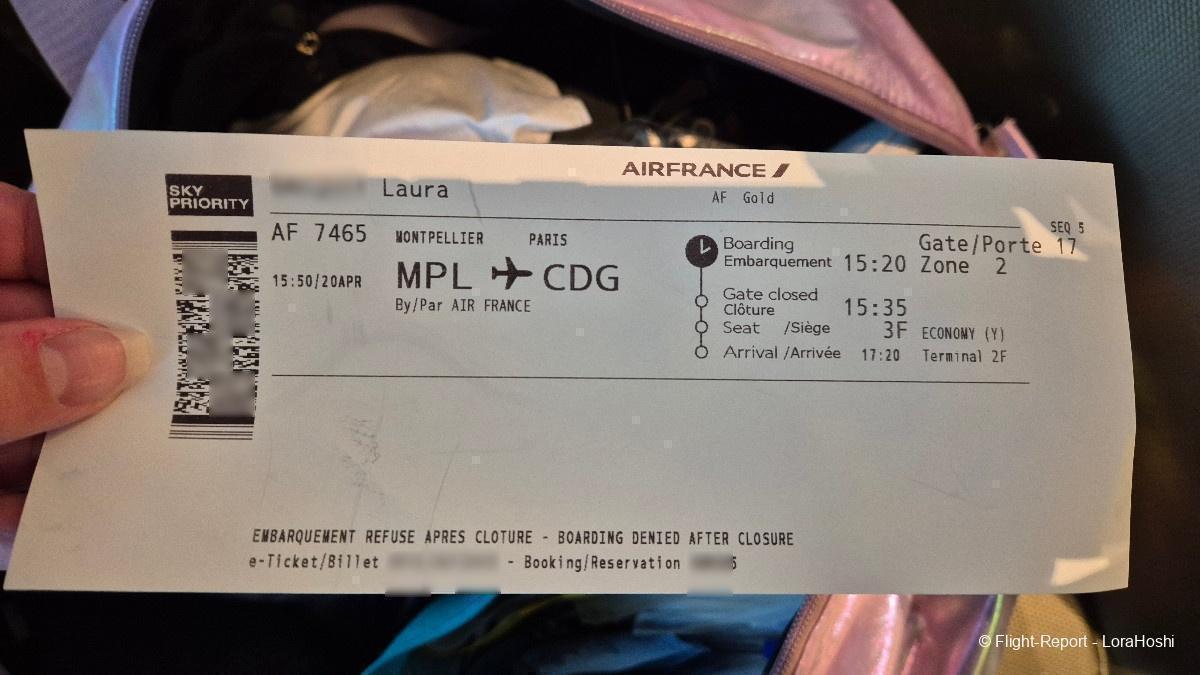 AIRFRANCE
SKY
PRIORITY
Laura
AF Gold
SEQ 5
AF 7465 MONTPELLIER PARIS
15:50/20APR MPL CDG
By/Par AIR FRANCE
Boarding
Embarquement 15:20
Gate/Porte 17
Zone 2
Gate closed
Clôture 15:35
Seat /Siège 3F ECONOMY (Y)
Arrival /Arrivée 17:20 Terminal 2F
EMBARQUEMENT REFUSE APRES CLOTURE - BOARDING DENIED AFTER CLOSURE
e-Ticket/Billet - Booking/Reservation
© Flight-Report - LoraHoshi